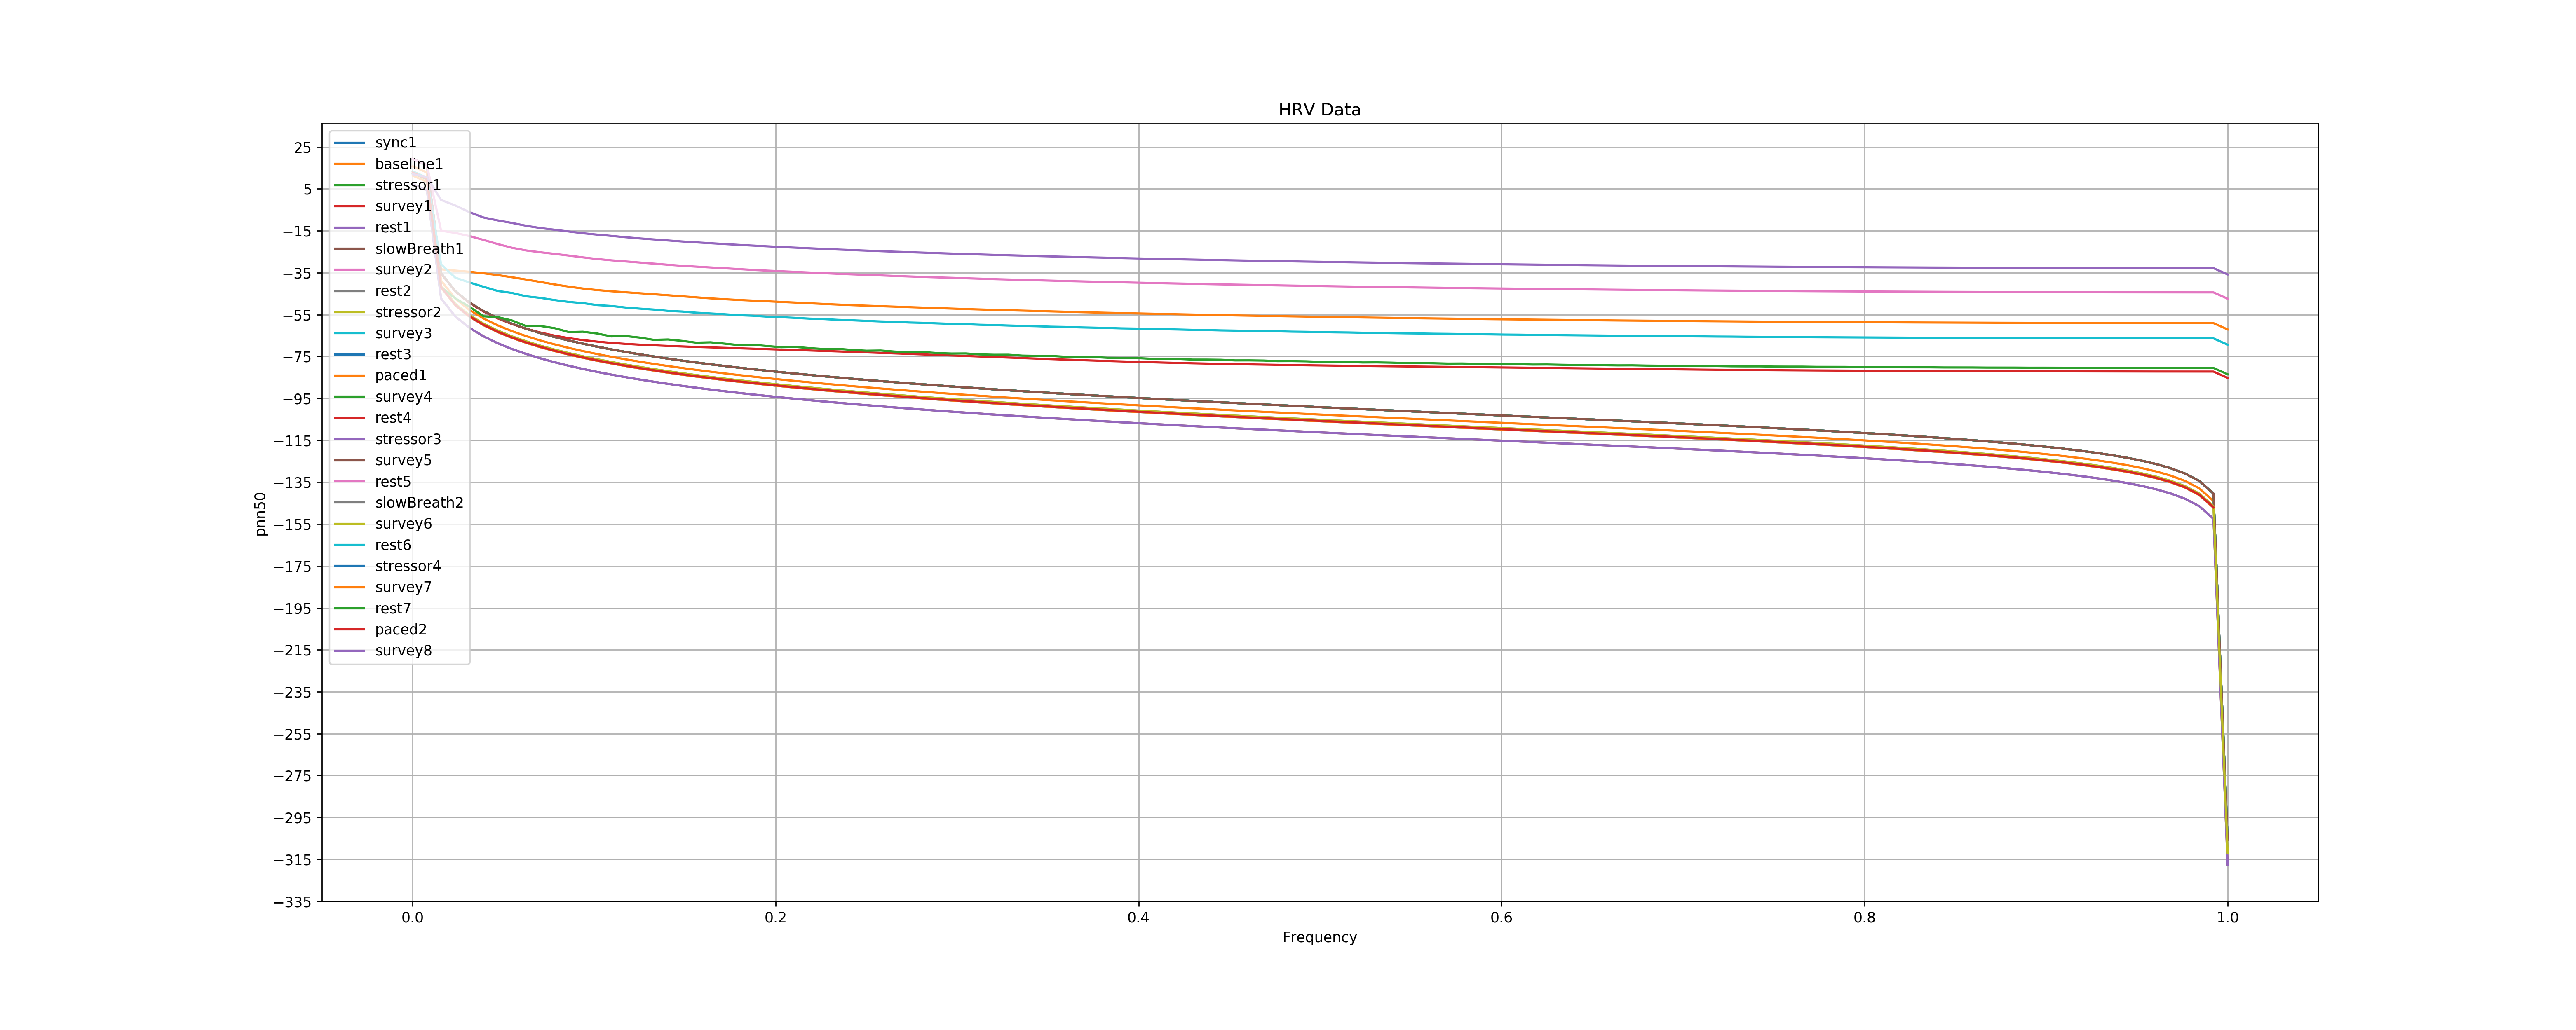 HRV Data
25
5
−15
−35
−55
−75
−95
−115
−135
−155
−175
−195
−215
−235
−255
−275
−295
−315
−335
pnn50
sync1
baseline1
stressor1
survey1
rest1
slowBreath1
survey2
rest2
stressor2
survey3
rest3
paced1
survey4
rest4
stressor3
survey5
rest5
slowBreath2
survey6
rest6
stressor4
survey7
rest7
paced2
survey8
0.0 0.2 0.4 0.6 0.8 1.0
Frequency